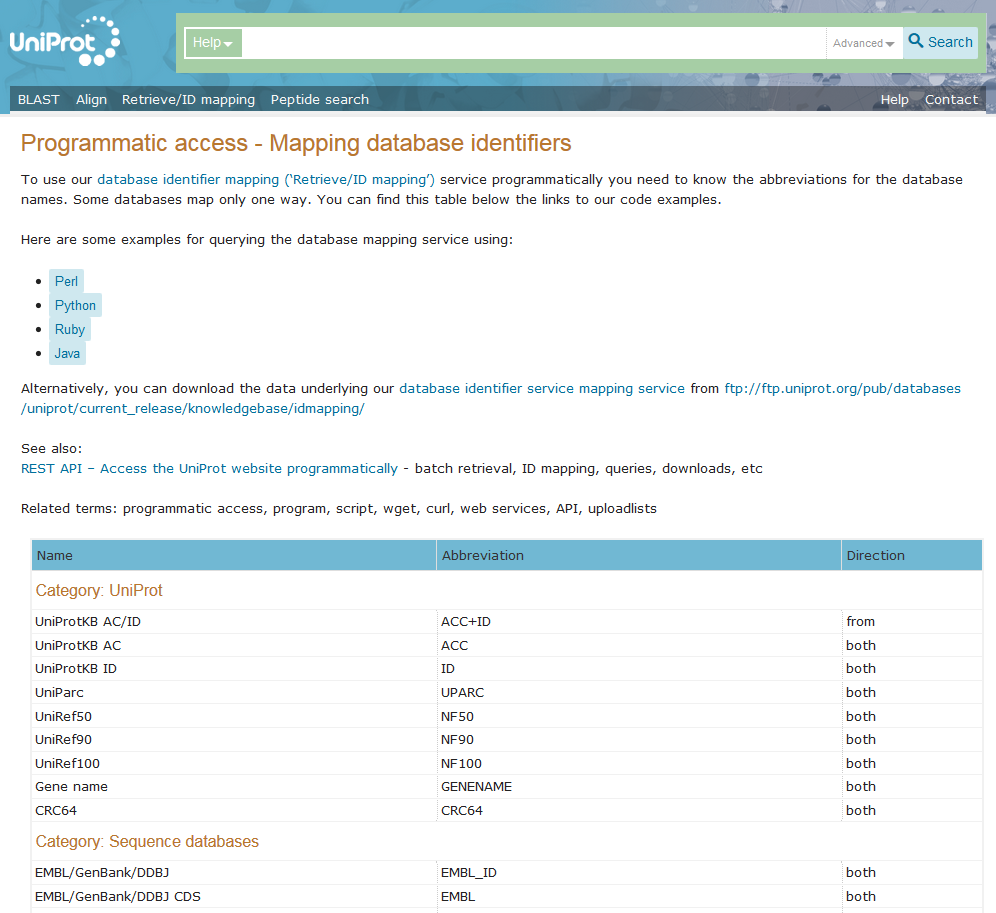 UniProt
Help
Advanced
Search
BLAST Align Retrieve/ID mapping Peptide search Help Contact
Programmatic access - Mapping database identifiers
To use our database identifier mapping (‘Retrieve/ID mapping’) service programmatically you need to know the abbreviations for the database
names. Some databases map only one way. You can find this table below the links to our code examples.
Here are some examples for querying the database mapping service using:
Perl
Python
Ruby
Java
Alternatively, you can download the data underlying our database identifier service mapping service from ftp://ftp.uniprot.org/pub/databases
/uniprot/current_release/knowledgebase/idmapping/
See also:
REST API – Access the UniProt website programmatically - batch retrieval, ID mapping, queries, downloads, etc
Related terms: programmatic access, program, script, wget, curl, web services, API, uploadlists
Name Abbreviation Direction
Category: UniProt
UniProtKB AC/ID ACC+ID from
UniProtKB AC ACC both
UniProtKB ID ID both
UniParc UPARC both
UniRef50 NF50 both
UniRef90 NF90 both
UniRef100 NF100 both
Gene name GENENAME both
CRC64 CRC64 both
Category: Sequence databases
EMBL/GenBank/DDBJ EMBL_ID both
EMBL/GenBank/DDBJ CDS EMBL both